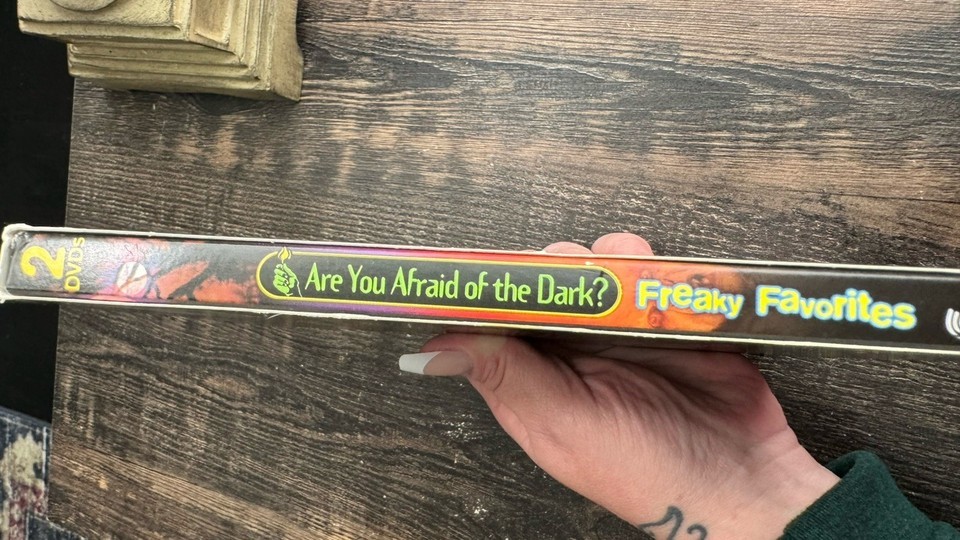 2
DVDs
Are You Afraid of the Dark?
Freaky Favorites